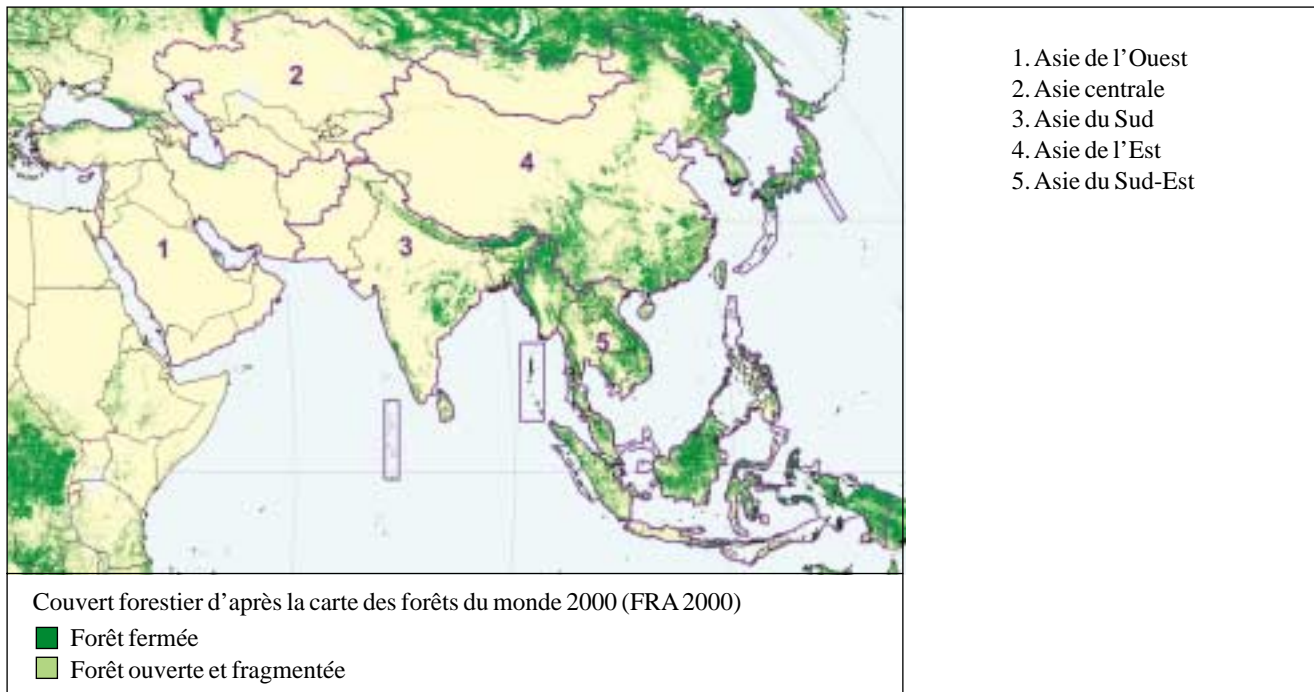 2
4
1
3
5
1. Asie de l'Ouest
2. Asie centrale
3. Asie du Sud
4. Asie de l'Est
5. Asie du Sud-Est
Couvert forestier d'après la carte des forêts du monde 2000 (FRA 2000)
Forêt fermée
Forêt ouverte et fragmentée